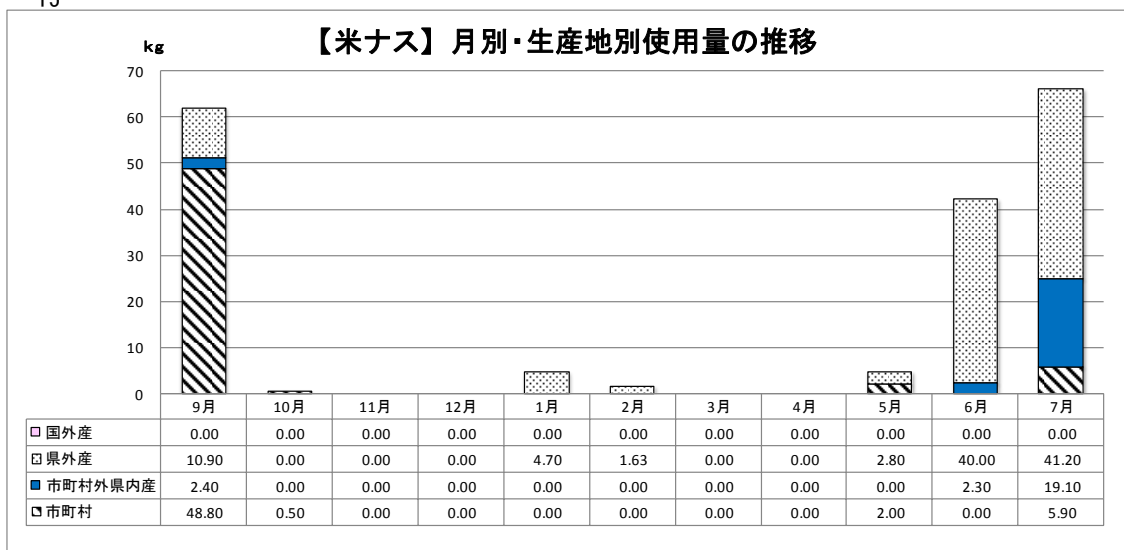 【米ナス】 月別・生産地別使用量の推移
kg
70
60
50
40
30
20
10
0
9月 10月 11月 12月 1月 2月 3月 4月 5月 6月 7月
国外産 0.00 0.00 0.00 0.00 0.00 0.00 0.00 0.00 0.00 0.00 0.00
県外産 10.90 0.00 0.00 0.00 4.70 1.63 0.00 0.00 2.80 40.00 41.20
市町村外県内産 2.40 0.00 0.00 0.00 0.00 0.00 0.00 0.00 0.00 2.30 19.10
市町村 48.80 0.50 0.00 0.00 0.00 0.00 0.00 0.00 2.00 0.00 5.90